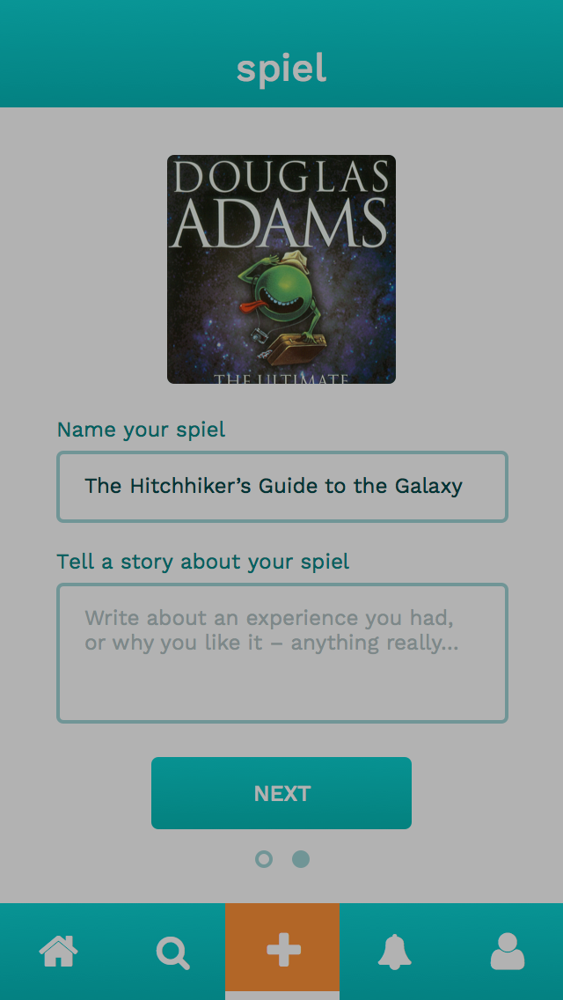 spiel
DOUGLAS
ADAMS
THE ULTIMATE
Name your spiel
The Hitchhiker’s Guide to the Galaxy
Tell a story about your spiel
Write about an experience you had,
or why you like it – anything really...
NEXT